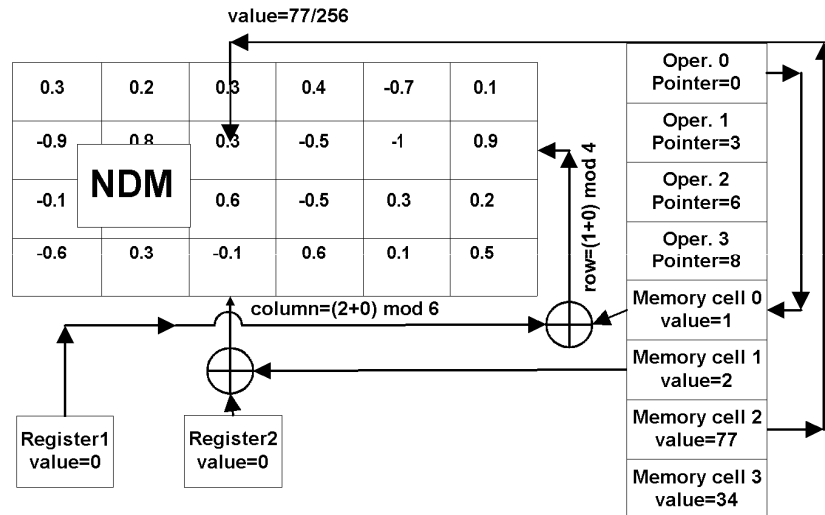 value=77/256
0.3 0.2 0.3 0.4 -0.7 0.1
-0.9 0.8 0.3 -0.5 -1 0.9
-0.1 0.6 -0.5 0.3 0.2
NDM
-0.6 0.3 -0.1 0.6 0.1 0.5
row=(1+0) mod 4
column=(2+0) mod 6
Oper. 0
Pointer=0
Oper. 1
Pointer=3
Oper. 2
Pointer=6
Oper. 3
Pointer=8
Memory cell 0
value=1
Memory cell 1
value=2
Memory cell 2
value=77
Memory cell 3
value=34
Register1
value=0
Register2
value=0